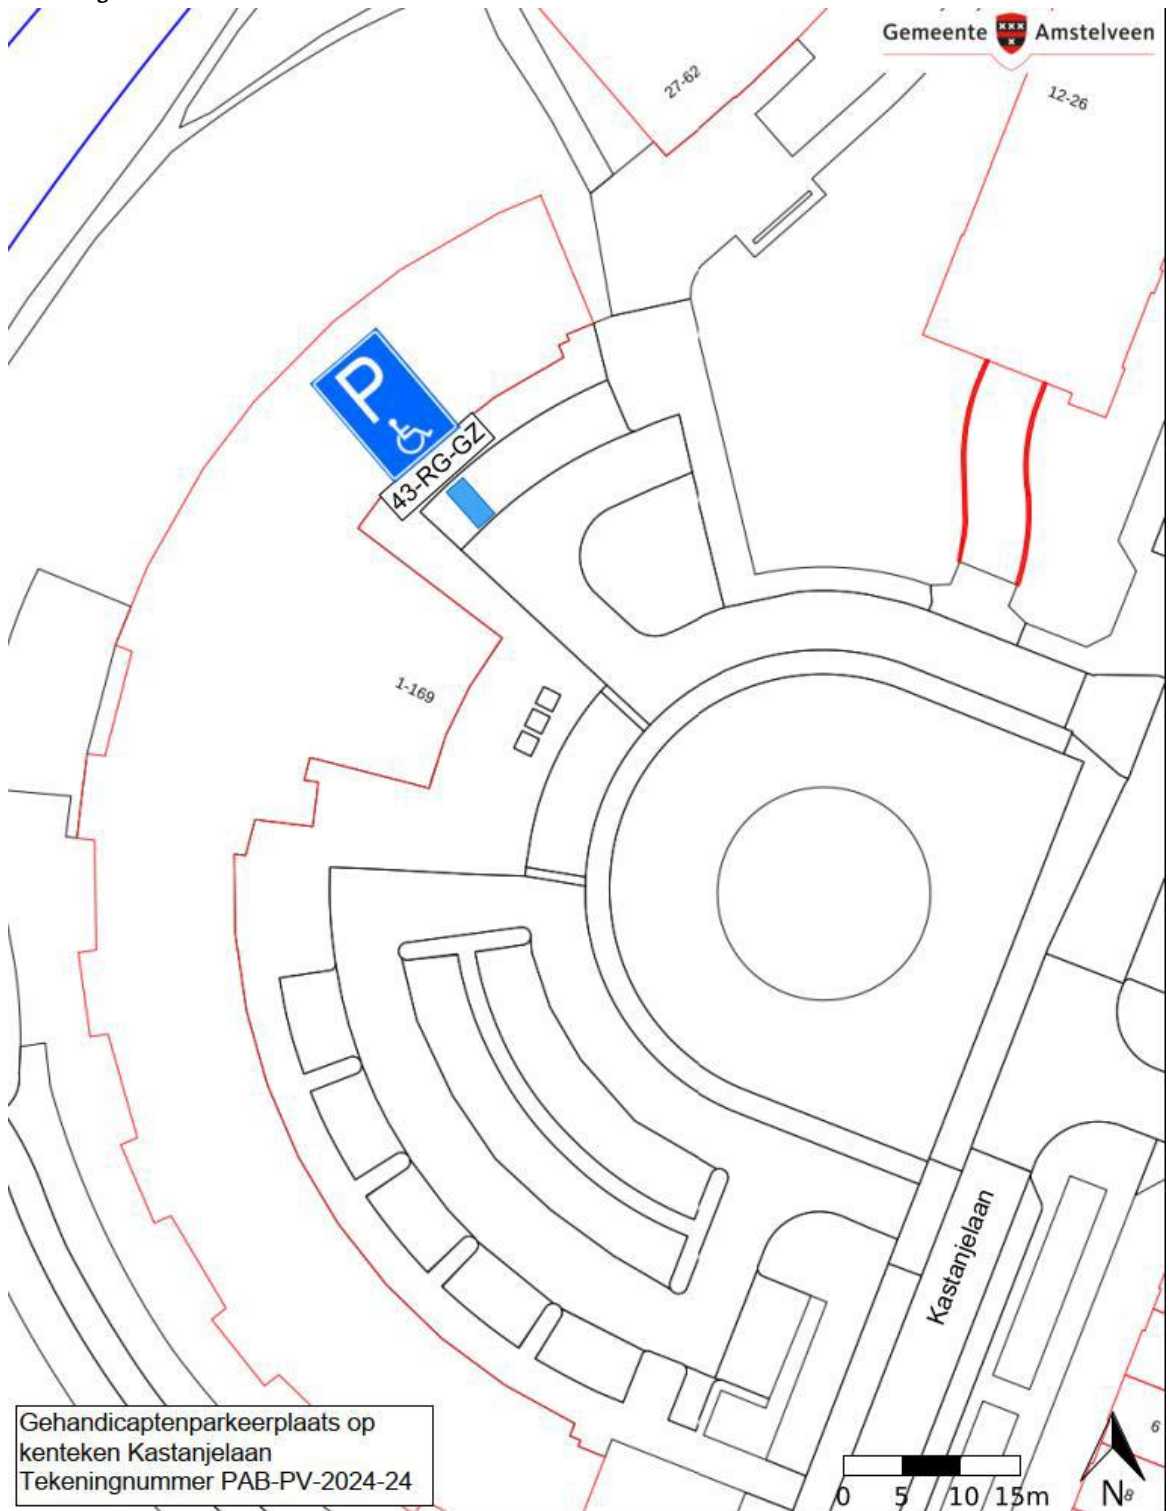 Gemeente Amstelveen
27-62
12-26
P
43-RG-GZ
1-169
Kastanjelaan
6
Gehandicaptenparkeerplaats op
kenteken Kastanjelaan
Tekeningnummer PAB-PV-2024-24
0 5 10 15m
N
8